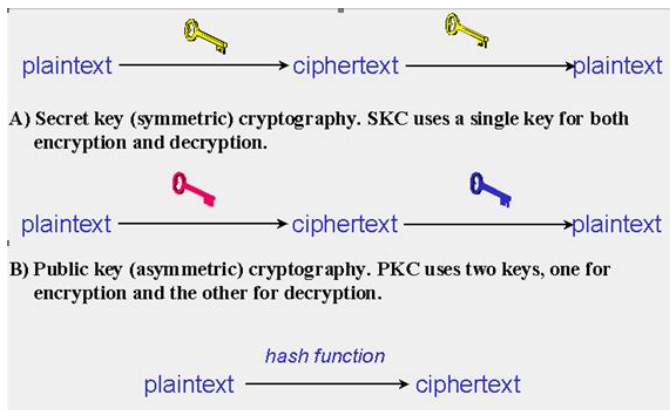 plaintext ciphertext plaintext
A) Secret key (symmetric) cryptography. SKC uses a single key for both
encryption and decryption.
plaintext ciphertext plaintext
B) Public key (asymmetric) cryptography. PKC uses two keys, one for
encryption and the other for decryption.
hash function
plaintext ciphertext